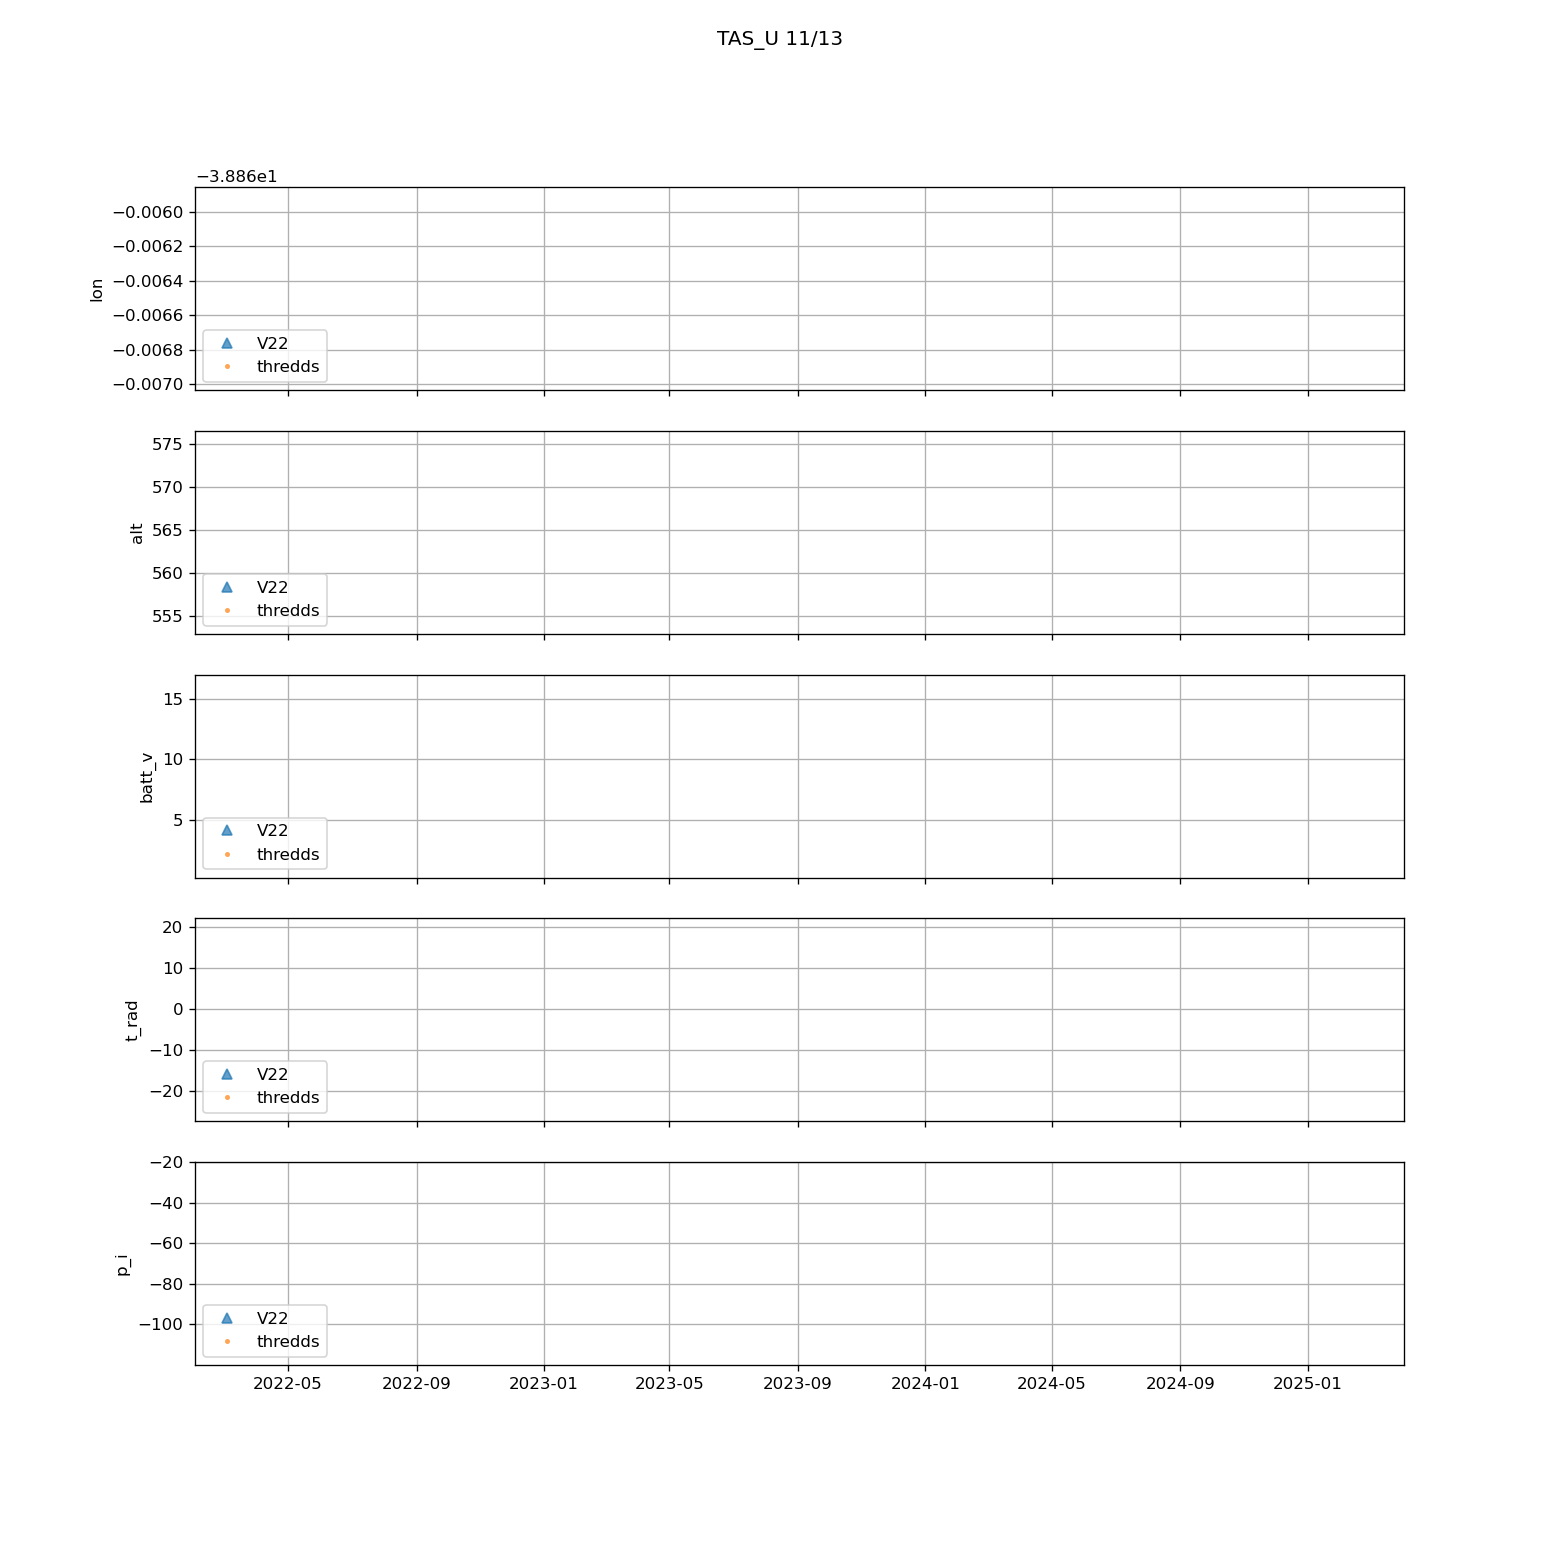 TAS_U 11/13
−3.886e1
−0.0060
−0.0062
−0.0064
−0.0066
−0.0068
−0.0070
lon
V22
thredds
575
570
565
560
555
alt
V22
thredds
15
10
5
batt_v
V22
thredds
20
10
0
−10
−20
t_rad
V22
thredds
−20
−40
−60
−80
−100
p_i
V22
thredds
2022-05 2022-09 2023-01 2023-05 2023-09 2024-01 2024-05 2024-09 2025-01